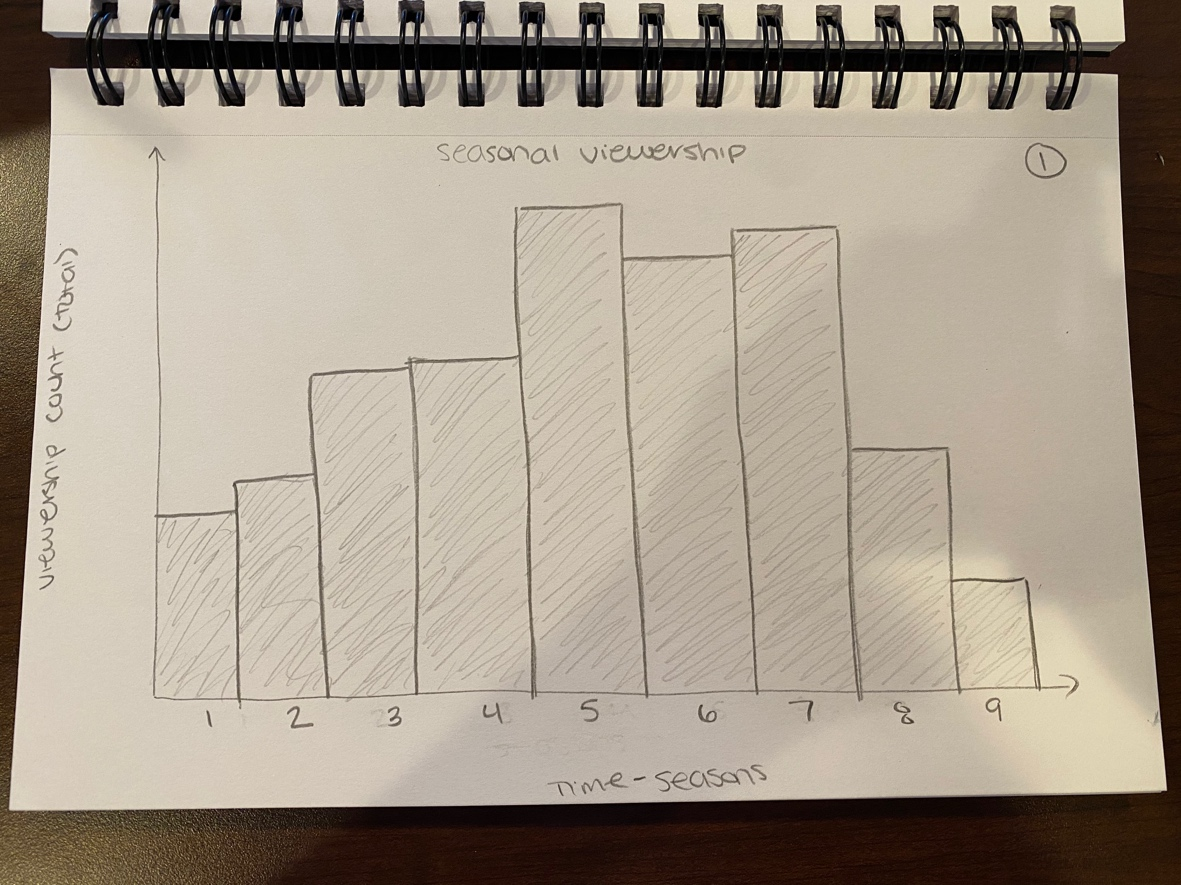 seasonal viewership
1
viewership count (total)
1 2 3 4 5 6 7 8 9
Time-seasons